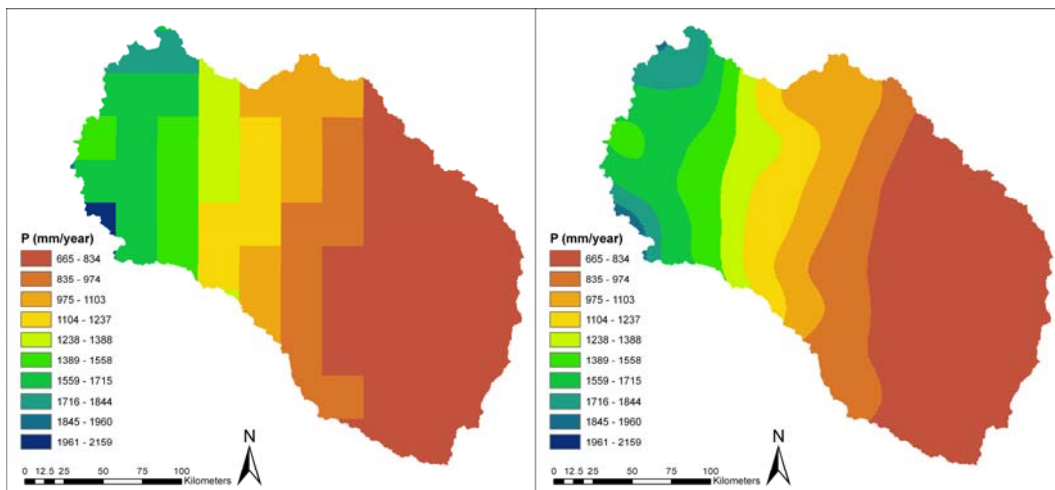 P (mm/year)
665 - 834
835 - 974
975 - 1103
1104 - 1237
1238 - 1388
1389 - 1558
1559 - 1715
1716 - 1844
1845 - 1960
1961 - 2159
N
0 12.5 25 50 75 100
Kilometers
P (mm/year)
665 - 834
835 - 974
975 - 1103
1104 - 1237
1238 - 1388
1389 - 1558
1559 - 1715
1716 - 1844
1845 - 1960
1961 - 2159
N
0 12.5 25 50 75 100
Kilometers